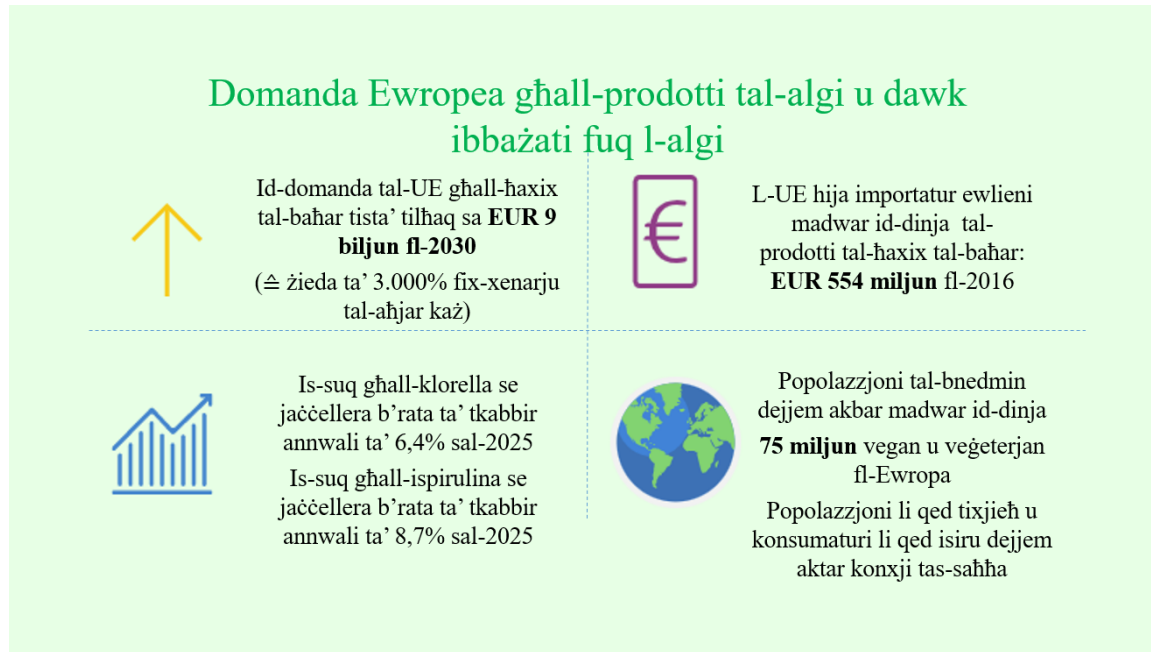 Domanda Ewropea għall-prodotti tal-algi u dawk
ibbażati fuq l-algi
Id-domanda tal-UE għall-ħaxix
tal-baħar tista’ tilħaq sa EUR 9
biljun fl-2030
(≙ żieda ta’ 3.000% fix-xenarju
tal-aħjar każ)
€
L-UE hija importatur ewlieni
madwar id-dinja tal-
prodotti tal-ħaxix tal-baħar:
EUR 554 miljun fl-2016
Is-suq għall-klorella se
jaċċellera b’rata ta’ tkabbir
annwali ta’ 6,4% sal-2025
Is-suq għall-ispirulina se
jaċċellera b’rata ta’ tkabbir
annwali ta’ 8,7% sal-2025
Popolazzjoni tal-bnedmin
dejjem akbar madwar id-dinja
75 miljun vegan u veġeterjan
fl-Ewropa
Popolazzjoni li qed tixjieħ u
konsumaturi li qed isiru dejjem
aktar konxji tas-saħħa